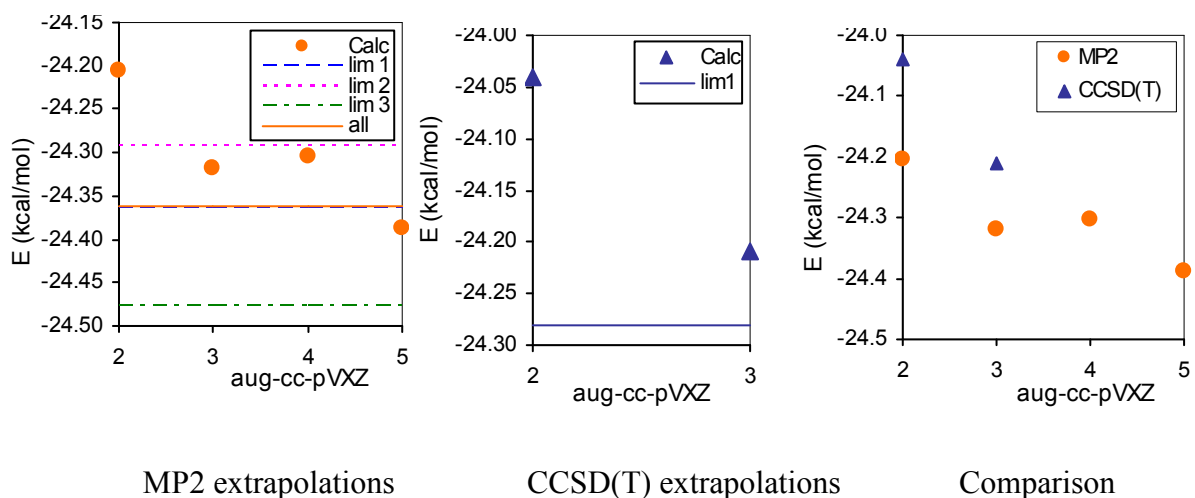 -24.15
-24.20
-24.25
-24.30
-24.35
-24.40
-24.45
-24.50
E (kcal/mol)
2 3 4 5
aug-cc-pVXZ
Calc
lim 1
lim 2
lim 3
all
MP2 extrapolations
-24.00
-24.05
-24.10
-24.15
-24.20
-24.25
-24.30
E (kcal/mol)
2 3
aug-cc-pVXZ
Calc
lim1
CCSD(T) extrapolations
-24.0
-24.1
-24.2
-24.3
-24.4
-24.5
E (kcal/mol)
2 3 4 5
aug-cc-pVXZ
MP2
CCSD(T)
Comparison